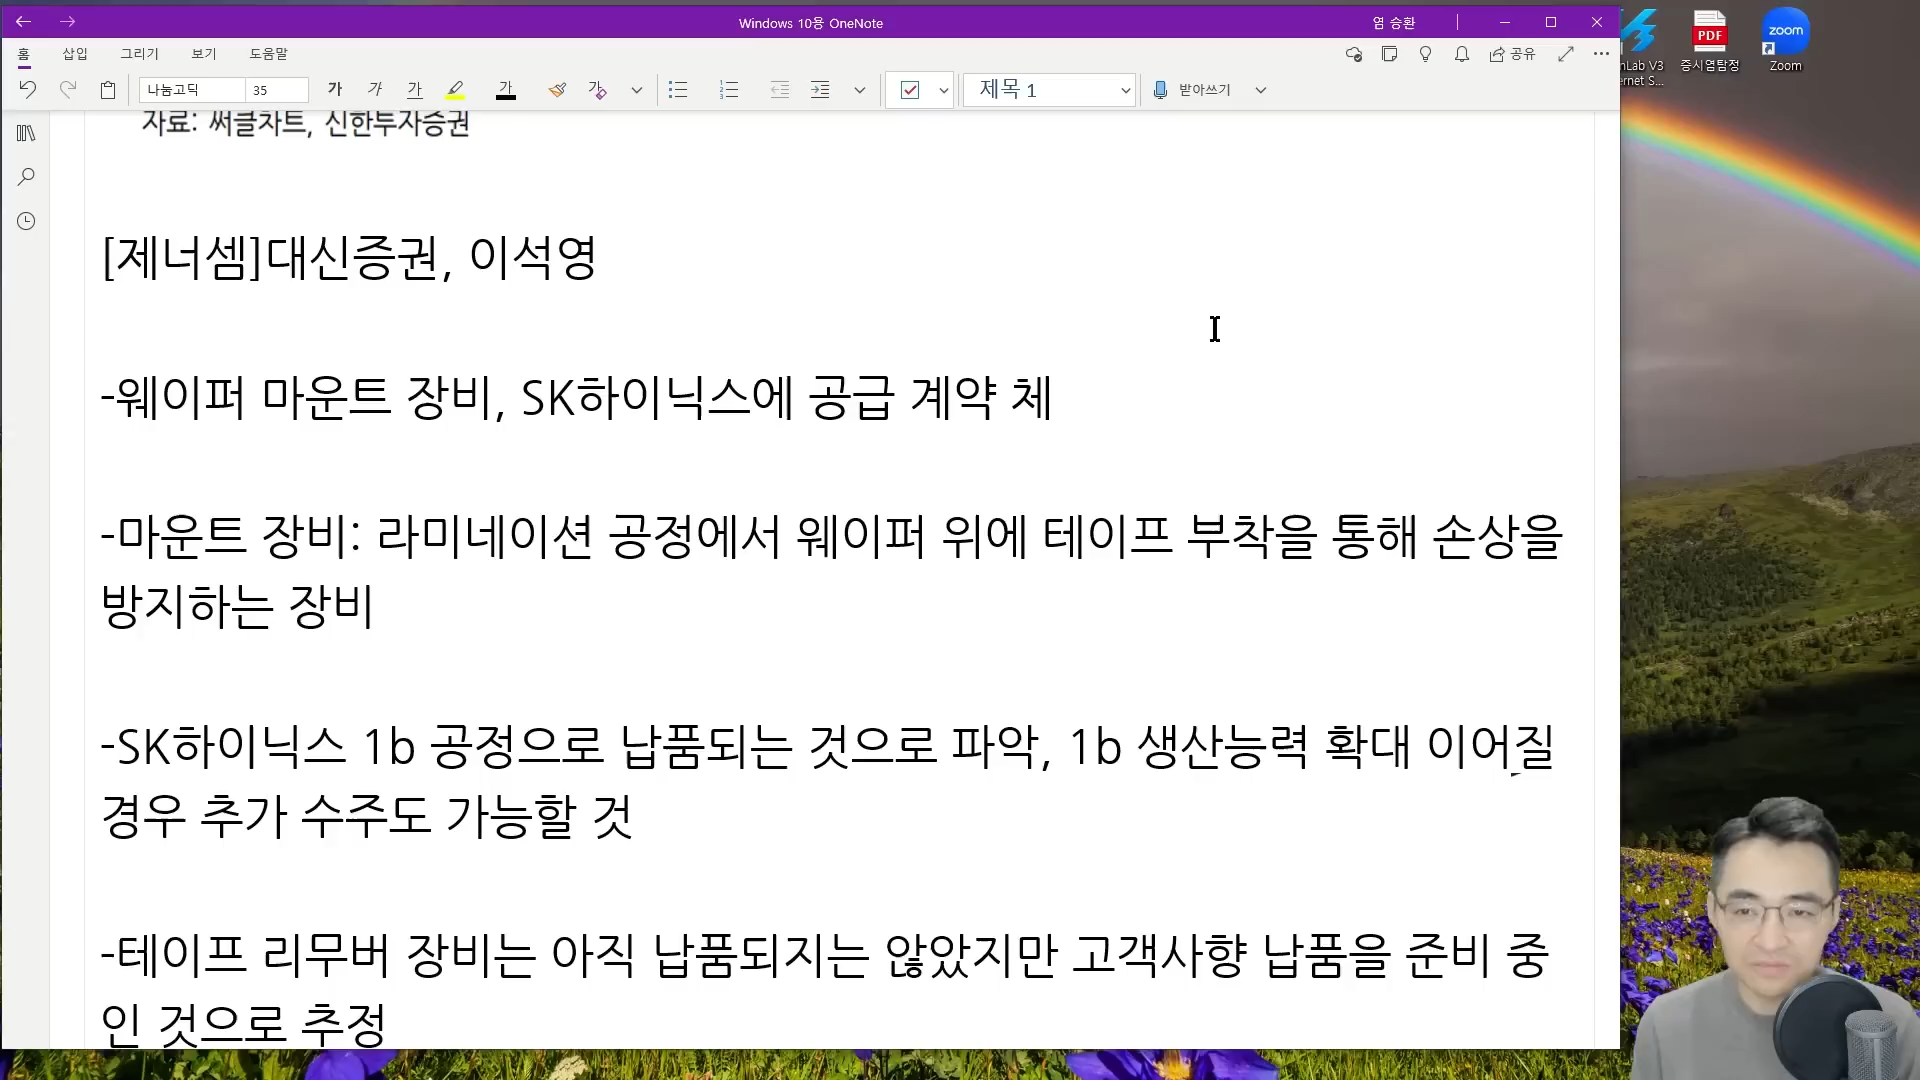 Windows 10용 OneNote
염 승환
홈 삽입 그리기 보기 도움말
공유
나눔고딕 35 가 가 가 가 가 제목 1 받아쓰기
자료: 써클차트, 신한투자증권
[제너셈]대신증권, 이석영
-웨이퍼 마운트 장비, SK하이닉스에 공급 계약 체
-마운트 장비: 라미네이션 공정에서 웨이퍼 위에 테이프 부착을 통해 손상을
방지하는 장비
-SK하이닉스 1b 공정으로 납품되는 것으로 파악, 1b 생산능력 확대 이어질
경우 추가 수주도 가능할 것
-테이프 리무버 장비는 아직 납품되지는 않았지만 고객사향 납품을 준비 중
인 것으로 추정
nLab V3
ernet S...
PDF
증시염탐정
zoom
Zoom